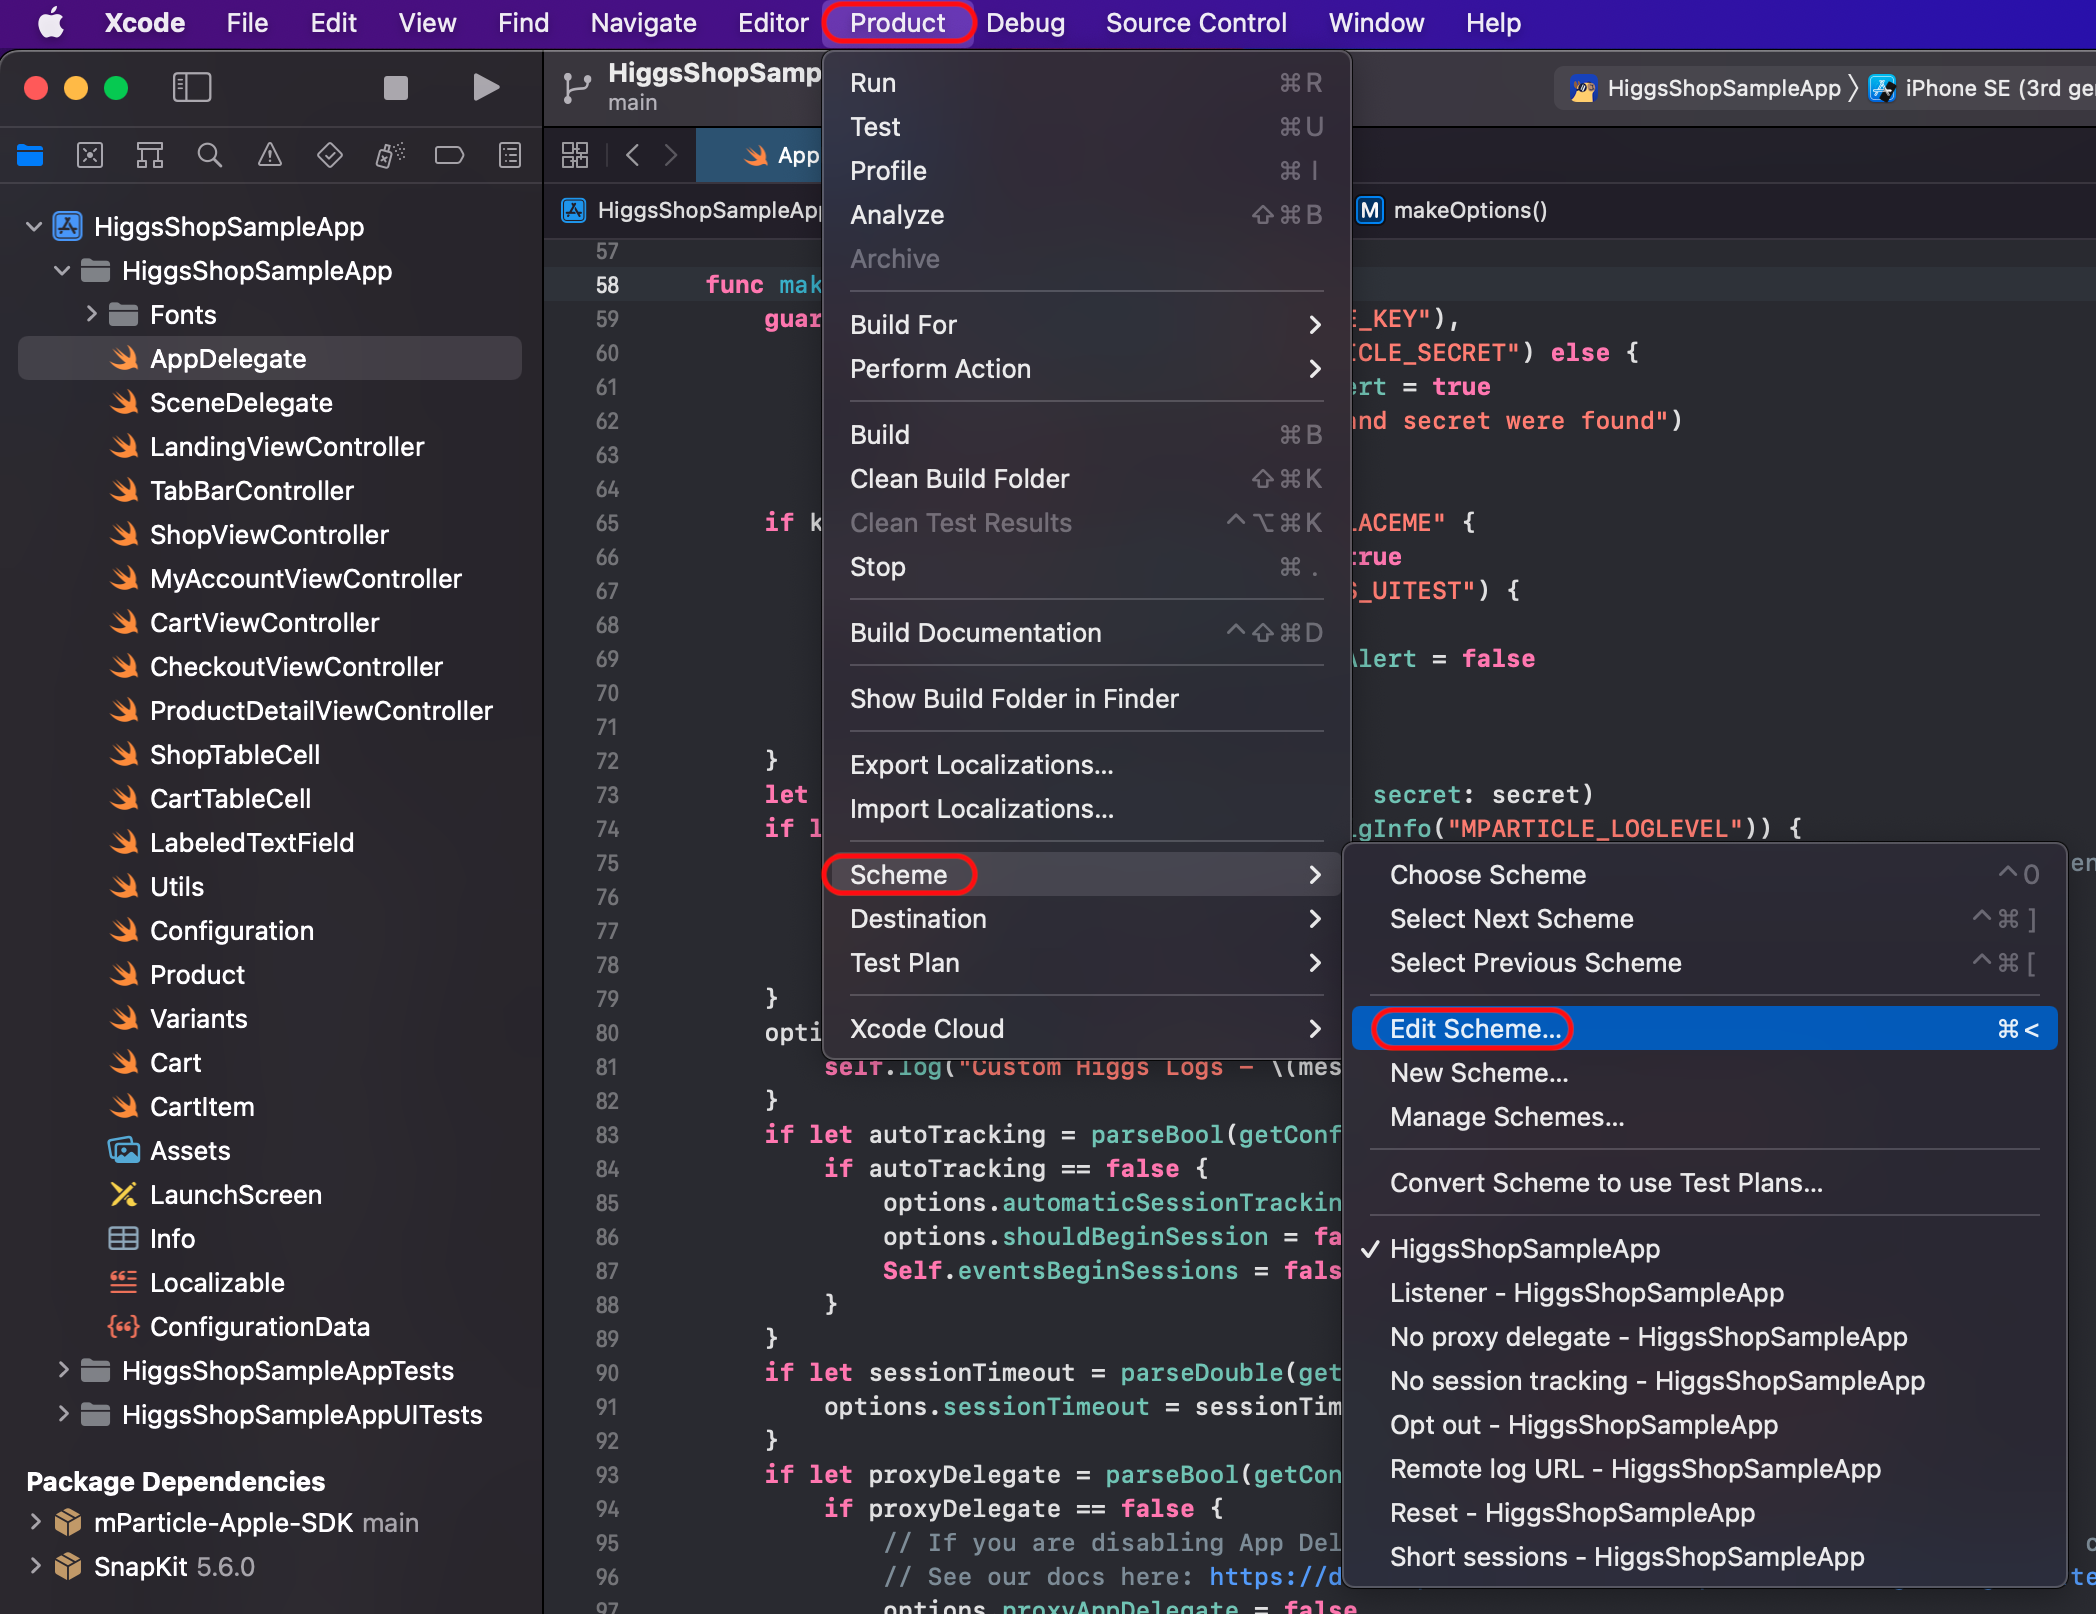 Xcode File Edit View Find Navigate Editor Product Debug Source Control Window Help
HiggsShopSamp
main
HiggsShopSampleApp 〉 iPhone SE (3rd ge
App
HiggsShopSampleApp
makeOptions()
HiggsShopSampleApp
HiggsShopSampleApp
Fonts
AppDelegate
SceneDelegate
LandingViewController
TabBarController
ShopViewController
MyAccountViewController
CartViewController
CheckoutViewController
ProductDetailViewController
ShopTableCell
CartTableCell
LabeledTextField
Utils
Configuration
Product
Variants
Cart
CartItem
Assets
LaunchScreen
Info
Localizable
ConfigurationData
HiggsShopSampleAppTests
HiggsShopSampleAppUITests
Package Dependencies
mParticle-Apple-SDK main
SnapKit 5.6.0
Run ⌘R
Test ⌘U
Profile ⌘I
Analyze ⇧⌘B
Archive
Build For
Perform Action
Build ⌘B
Clean Build Folder ⇧⌘K
Clean Test Results ^⌥⌘K
Stop ⌘.
Build Documentation ^⇧⌘D
Show Build Folder in Finder
Export Localizations...
Import Localizations...
Scheme
Destination
Test Plan
Xcode Cloud
Choose Scheme ^0
Select Next Scheme ^⌘]
Select Previous Scheme ^⌘[
Edit Scheme... ⌘<
New Scheme...
Manage Schemes...
Convert Scheme to use Test Plans...
✓ HiggsShopSampleApp
Listener - HiggsShopSampleApp
No proxy delegate - HiggsShopSampleApp
No session tracking - HiggsShopSampleApp
Opt out - HiggsShopSampleApp
Remote log URL - HiggsShopSampleApp
Reset - HiggsShopSampleApp
Short sessions - HiggsShopSampleApp
57
58 func mak
59 guar E_KEY"),
60 ICLE_SECRET") else {
61 ert = true
62 and secret were found")
63
64
65 if k LACEME" {
66 true
67 S_UITEST") {
68
69 Alert = false
70
71
72 }
73 let secret: secret)
74 if l gInfo("MPARTICLE_LOGLEVEL")) {
75 en
76
77
78
79 }
80 opti
81 self.log("Custom Higgs Logs – \(mes
82 }
83 if let autoTracking = parseBool(getConf
84 if autoTracking == false {
85 options.automaticSessionTrackin
86 options.shouldBeginSession = fa
87 Self.eventsBeginSessions = fals
88 }
89 }
90 if let sessionTimeout = parseDouble(get
91 options.sessionTimeout = sessionTim
92 }
93 if let proxyDelegate = parseBool(getCon
94 if proxyDelegate == false {
95 // If you are disabling App Del
96 // See our docs here: https://d
97 options.proxyAppDelegate = false